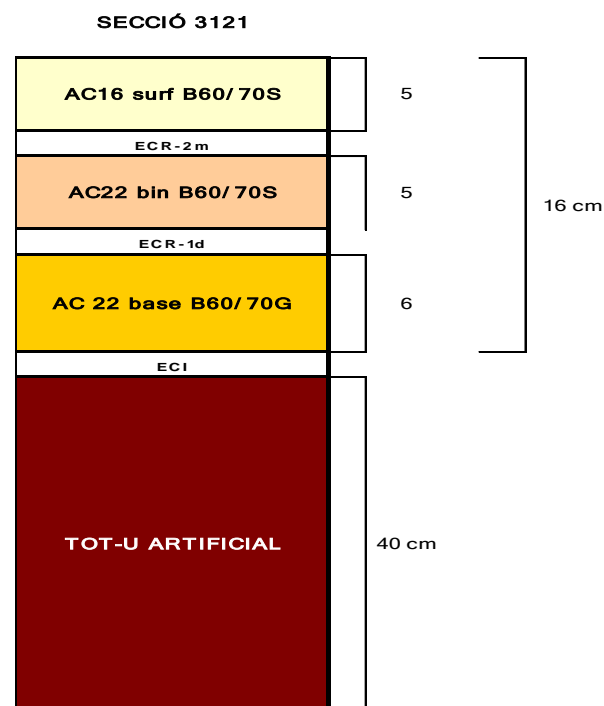 SECCIÓ 3121
AC16 surf B60/70S
5
ECR-2m
AC22 bin B60/70S
5
16 cm
ECR-1d
AC 22 base B60/70G
6
ECI
TOT-U ARTIFICIAL
40 cm